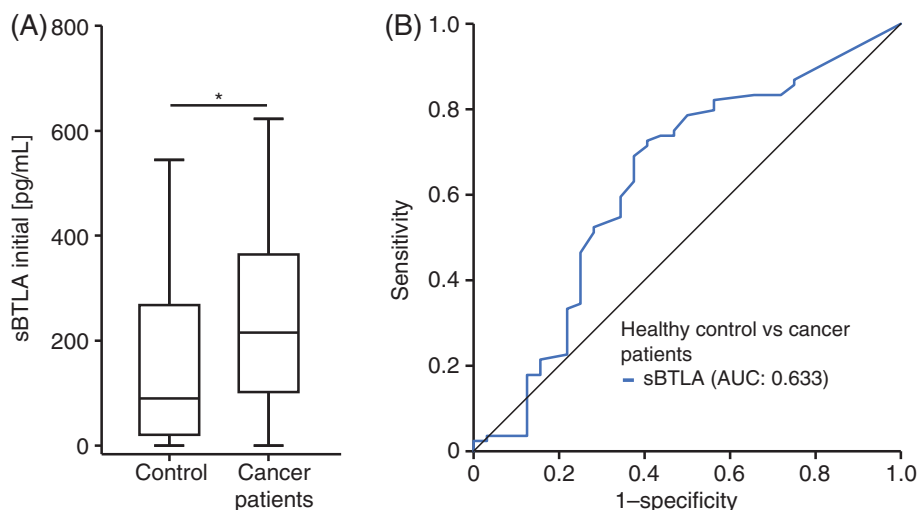 (A)
800
600
400
200
0
sBTLA initial [pg/mL]
*
Control
Cancer
patients
(B)
1.0
0.8
0.6
0.4
0.2
0
Sensitivity
Healthy control vs cancer
patients
sBTLA (AUC: 0.633)
0 0.2 0.4 0.6 0.8 1.0
1–specificity